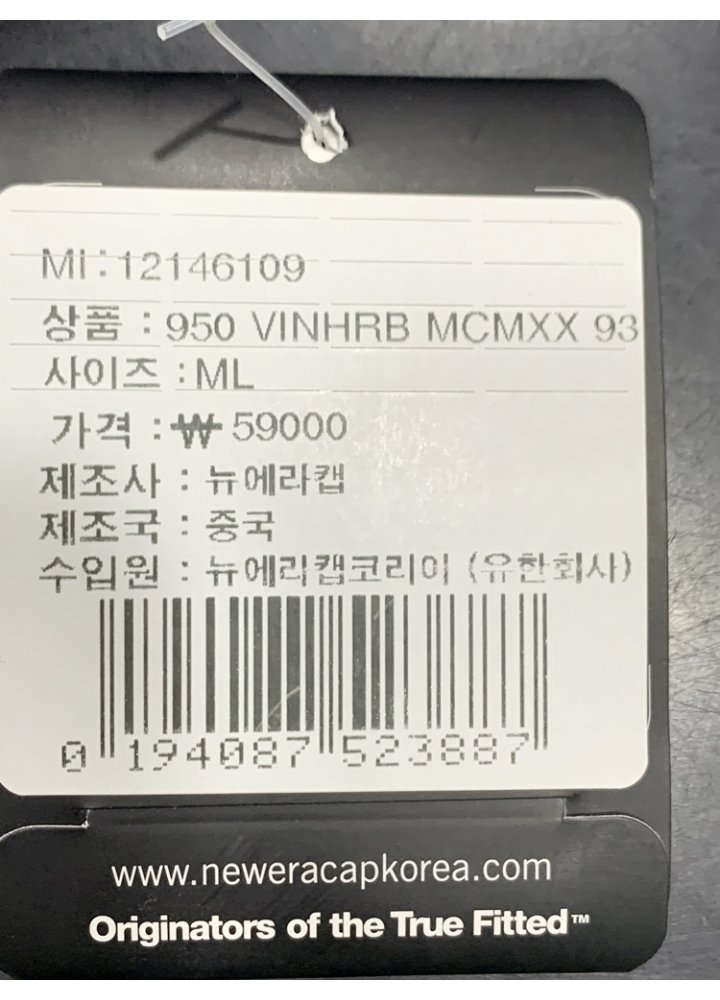 MI:12146109
상품 : 950 VINHRB MCMXX 93
사이즈 : ML
가격 : ₩ 59000
제조사 : 뉴에라캡
제조국 : 중국
수입원 : 뉴에라캡코리아 (유한회사)
0 194087 523887
www.neweracapkorea.com
Originators of the True Fitted™